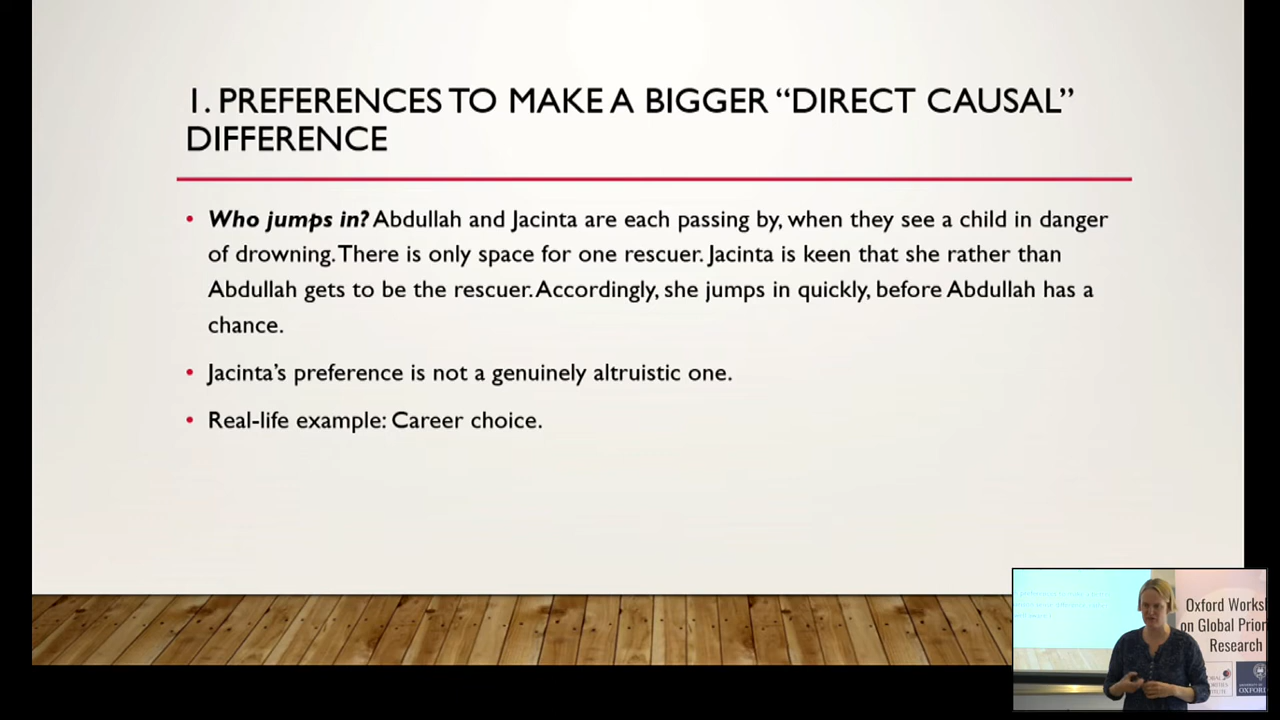 1. PREFERENCES TO MAKE A BIGGER “DIRECT CAUSAL”
DIFFERENCE
• Who jumps in? Abdullah and Jacinta are each passing by, when they see a child in danger
of drowning. There is only space for one rescuer. Jacinta is keen that she rather than
Abdullah gets to be the rescuer. Accordingly, she jumps in quickly, before Abdullah has a
chance.
• Jacinta’s preference is not a genuinely altruistic one.
• Real-life example: Career choice.
Oxford Works
on Global Prior
Research
OXFOR